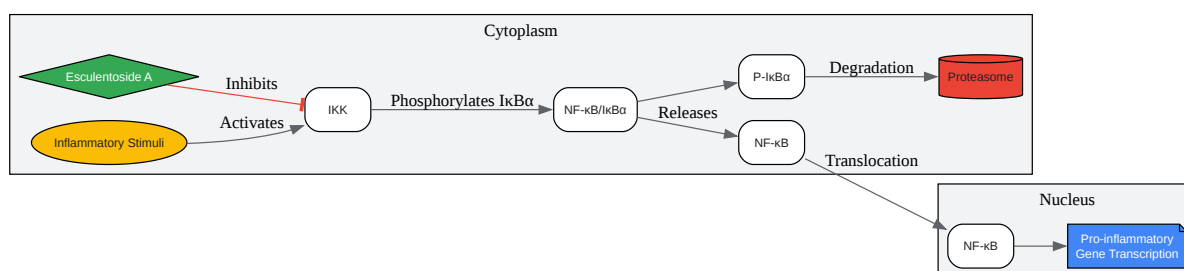 Cytoplasm
Esculentoside A
Inhibits
Inflammatory Stimuli
Activates
IKK
Phosphorylates IκBα
NF-κB/IκBα
Releases
P-IκBα
Degradation
Proteasome
NF-κB
Translocation
Nucleus
NF-κB
Pro-inflammatory
Gene Transcription